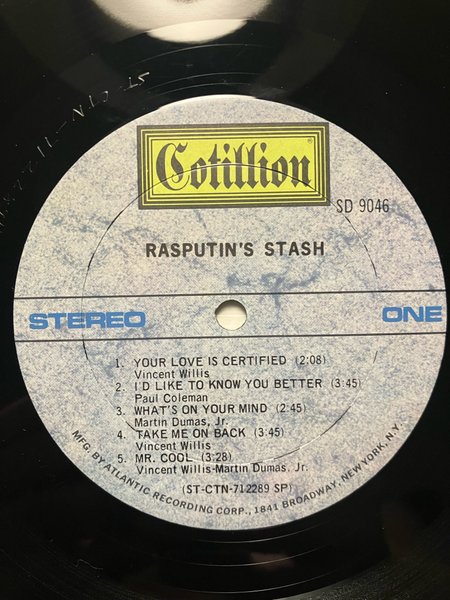 Cotillion®
SD 9046
RASPUTIN'S STASH
STEREO ONE
1. YOUR LOVE IS CERTIFIED (2:08)
Vincent Willis
2. I'D LIKE TO KNOW YOU BETTER (3:45)
Paul Coleman
3. WHAT'S ON YOUR MIND (2:45)
Martin Dumas, Jr.
4. TAKE ME ON BACK (3:45)
Vincent Willis
5. MR. COOL (3:28)
Vincent Willis-Martin Dumas, Jr.
(ST-CTN-712289 SP)
MFG. BY ATLANTIC RECORDING CORP., 1841 BROADWAY, NEW YORK, N.Y.